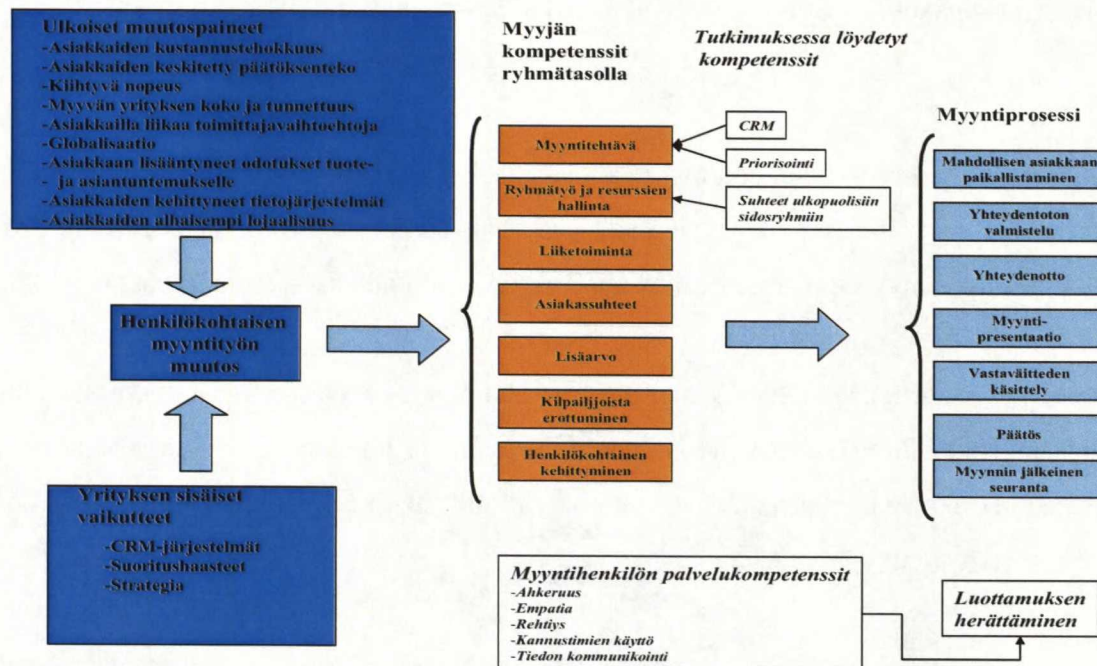 Ulkoiset muutospaineet
-Asiakkaiden kustannustehokkuus
-Asiakkaiden keskitetty päätöksenteko
-Kiihtyvä nopeus
-Myyvän yrityksen koko ja tunnettuus
-Asiakkailla liikaa toimittajavaihtoehtoja
-Globalisaatio
-Asiakkaan lisääntyneet odotukset tuote-
- ja asiantuntemukselle
-Asiakkaiden kehittyneet tietojärjestelmät
-Asiakkaiden alhaisempi lojaalisuus
Henkilökohtaisen
myyntityön
muutos
Yrityksen sisäiset
vaikutteet
-CRM-järjestelmät
-Suoritushaasteet
-Strategia
Myyjän
kompetenssit
ryhmätasolla
Myyntitehtävä
Ryhmätyö ja resurssien
hallinta
Liiketoiminta
Asiakassuhteet
Lisäarvo
Kilpailjjoista
erottuminen
Henkilökohtainen
kehittyminen
Tutkimuksessa löydetyt
kompetenssit
CRM
Priorisointi
Suhteet ulkopuolisiin
sidosryhmiin
Myyntiprosessi
Mahdollisen asiakkaan
paikallistaminen
Yhteydentoton
valmistelu
Yhteydenotto
Myynti-
presentaatio
Vastaväitteden
käsittely
Päätös
Myynnin jälkeinen
seuranta
Myyntihenkilön palvelukompetenssit
-Ahkeruus
-Empatia
-Rehtiys
-Kannustimien käyttö
-Tiedon kommunikointi
Luottamuksen
herättäminen